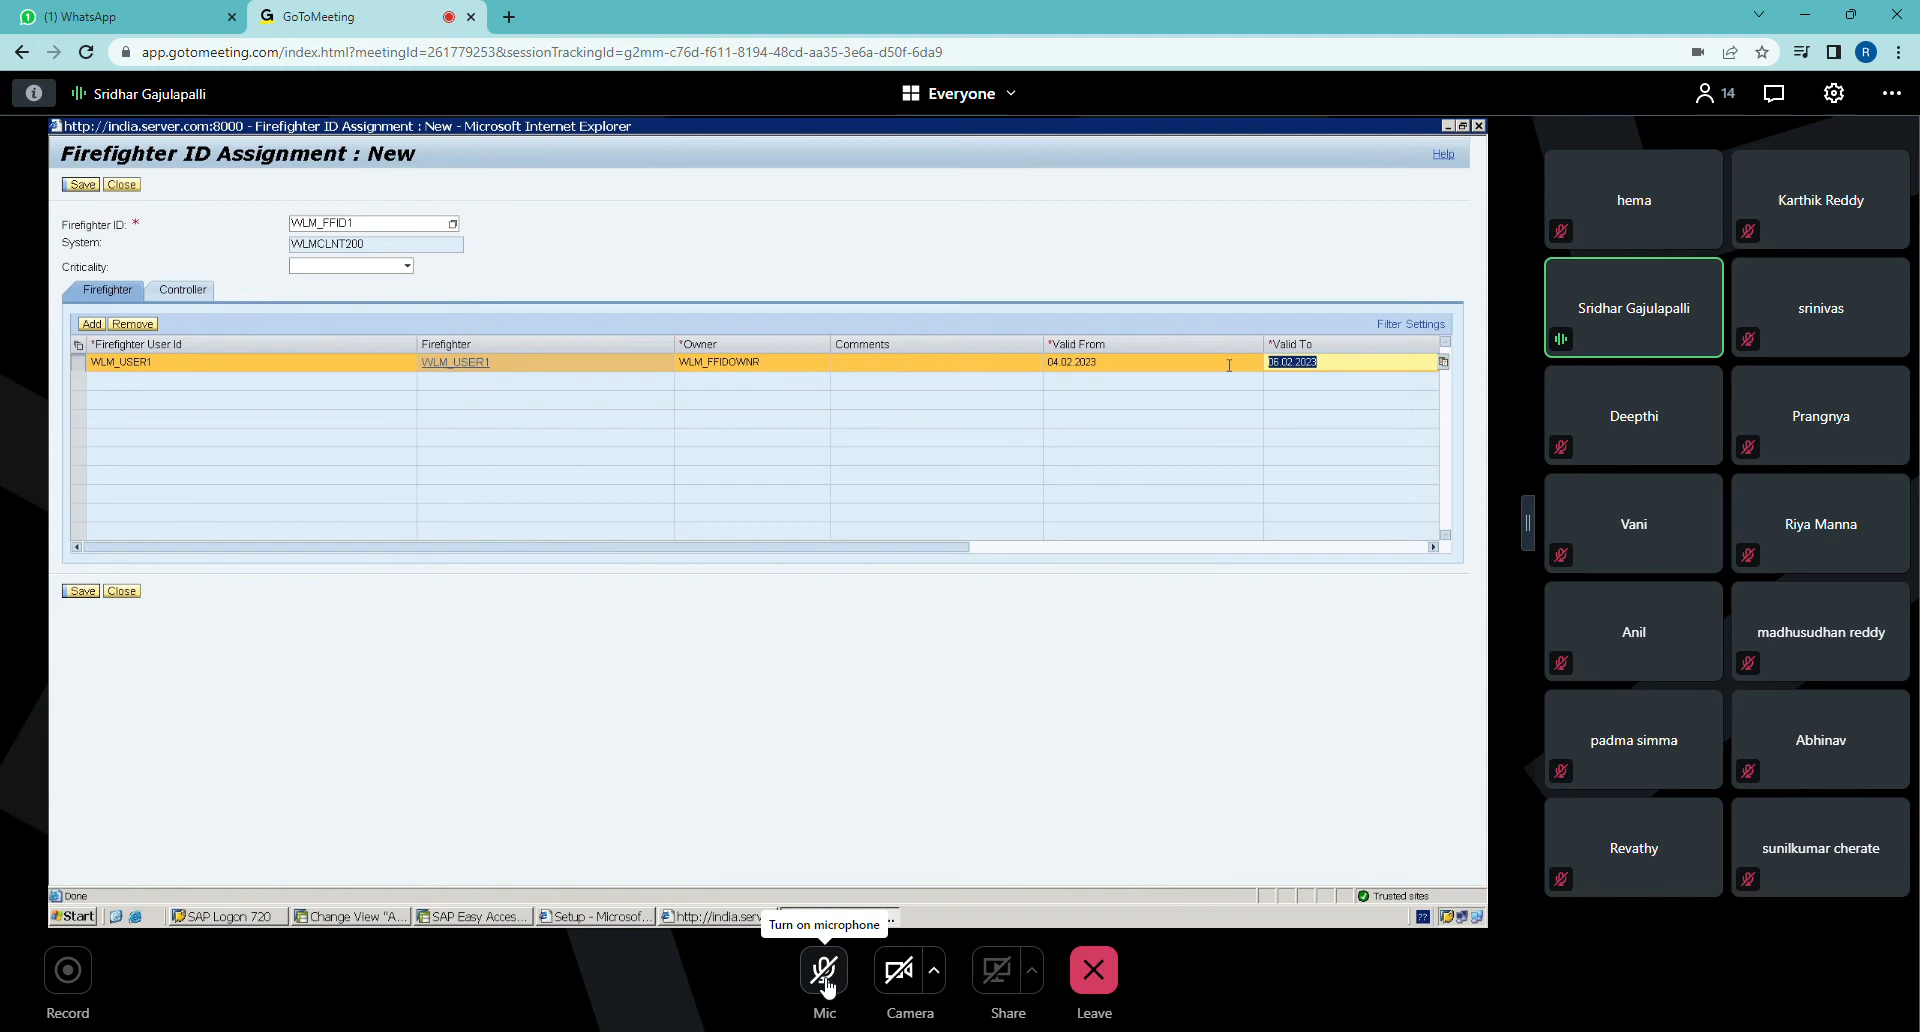 (1) WhatsApp
GoToMeeting
app.gotomeeting.com/index.html?meetingId=261779253&sessionTrackingId=g2mm-c76d-f611-8194-48cd-aa35-3e6a-d50f-6da9
R
Sridhar Gajulapalli
Everyone
14
http://india.server.com:8000 - Firefighter ID Assignment : New - Microsoft Internet Explorer
Firefighter ID Assignment : New
Help
Save Close
Firefighter ID: * WLM_FFID1
System: WLMCLNT200
Criticality:
Firefighter Controller
Add Remove Filter Settings
*Firefighter User Id Firefighter *Owner Comments *Valid From *Valid To
WLM_USER1 WLM_USER1 WLM_FFIDOWNR 04.02.2023 06.02.2023
Save Close
Done Trusted sites
Start SAP Logon 720 Change View "A... SAP Easy Acces... Setup - Microsof... http://india.serv ..
??
Turn on microphone
hema
Karthik Reddy
Sridhar Gajulapalli
srinivas
Deepthi
Prangnya
Vani
Riya Manna
Anil
madhusudhan reddy
padma simma
Abhinav
Revathy
sunilkumar cherate
Record
Mic
Camera
Share
Leave